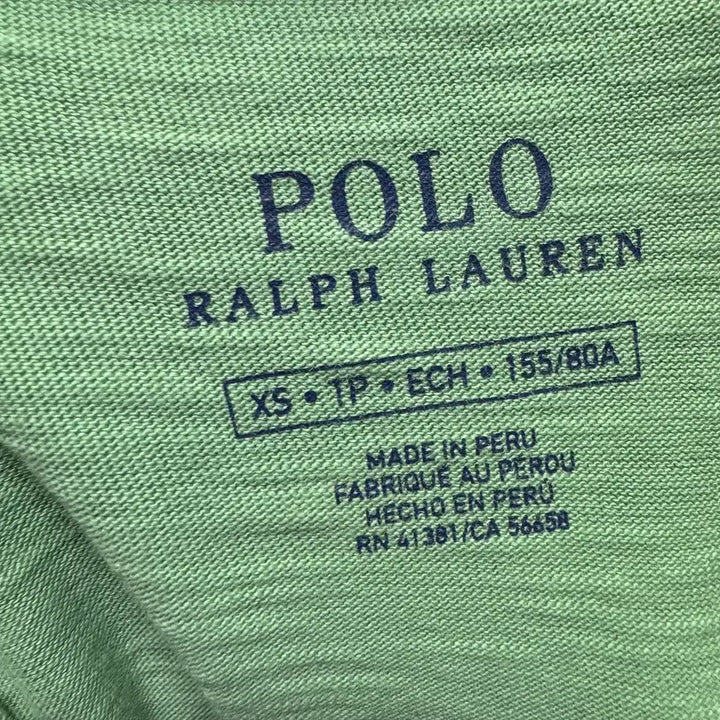 POLO
RALPH LAUREN
XS • TP • ECH • 155/80A
MADE IN PERU
FABRIQUÉ AU PÉROU
HECHO EN PERÚ
RN 41381/CA 56658